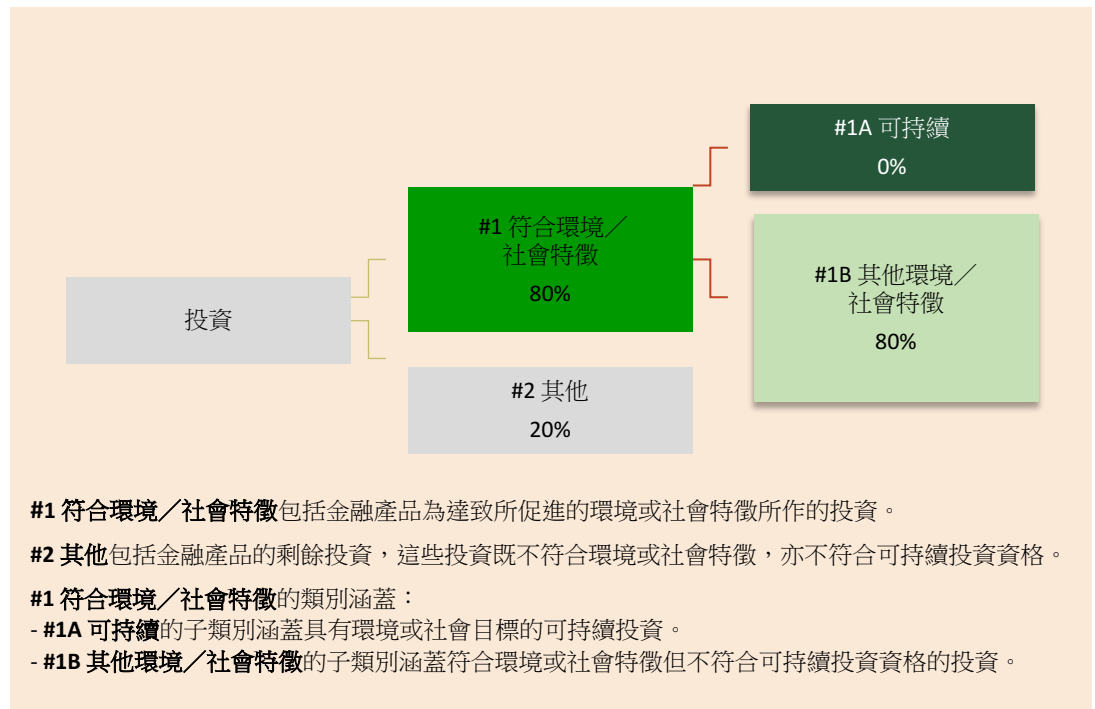 #1A 可持續
0%
#1 符合環境／
社會特徵
80%
#1B 其他環境／
社會特徵
80%
投資
#2 其他
20%
#1 符合環境／社會特徵包括金融產品為達致所促進的環境或社會特徵所作的投資。
#2 其他包括金融產品的剩餘投資，這些投資既不符合環境或社會特徵，亦不符合可持續投資資格。
#1 符合環境／社會特徵的類別涵蓋：
- #1A 可持續的子類別涵蓋具有環境或社會目標的可持續投資。
- #1B 其他環境／社會特徵的子類別涵蓋符合環境或社會特徵但不符合可持續投資資格的投資。